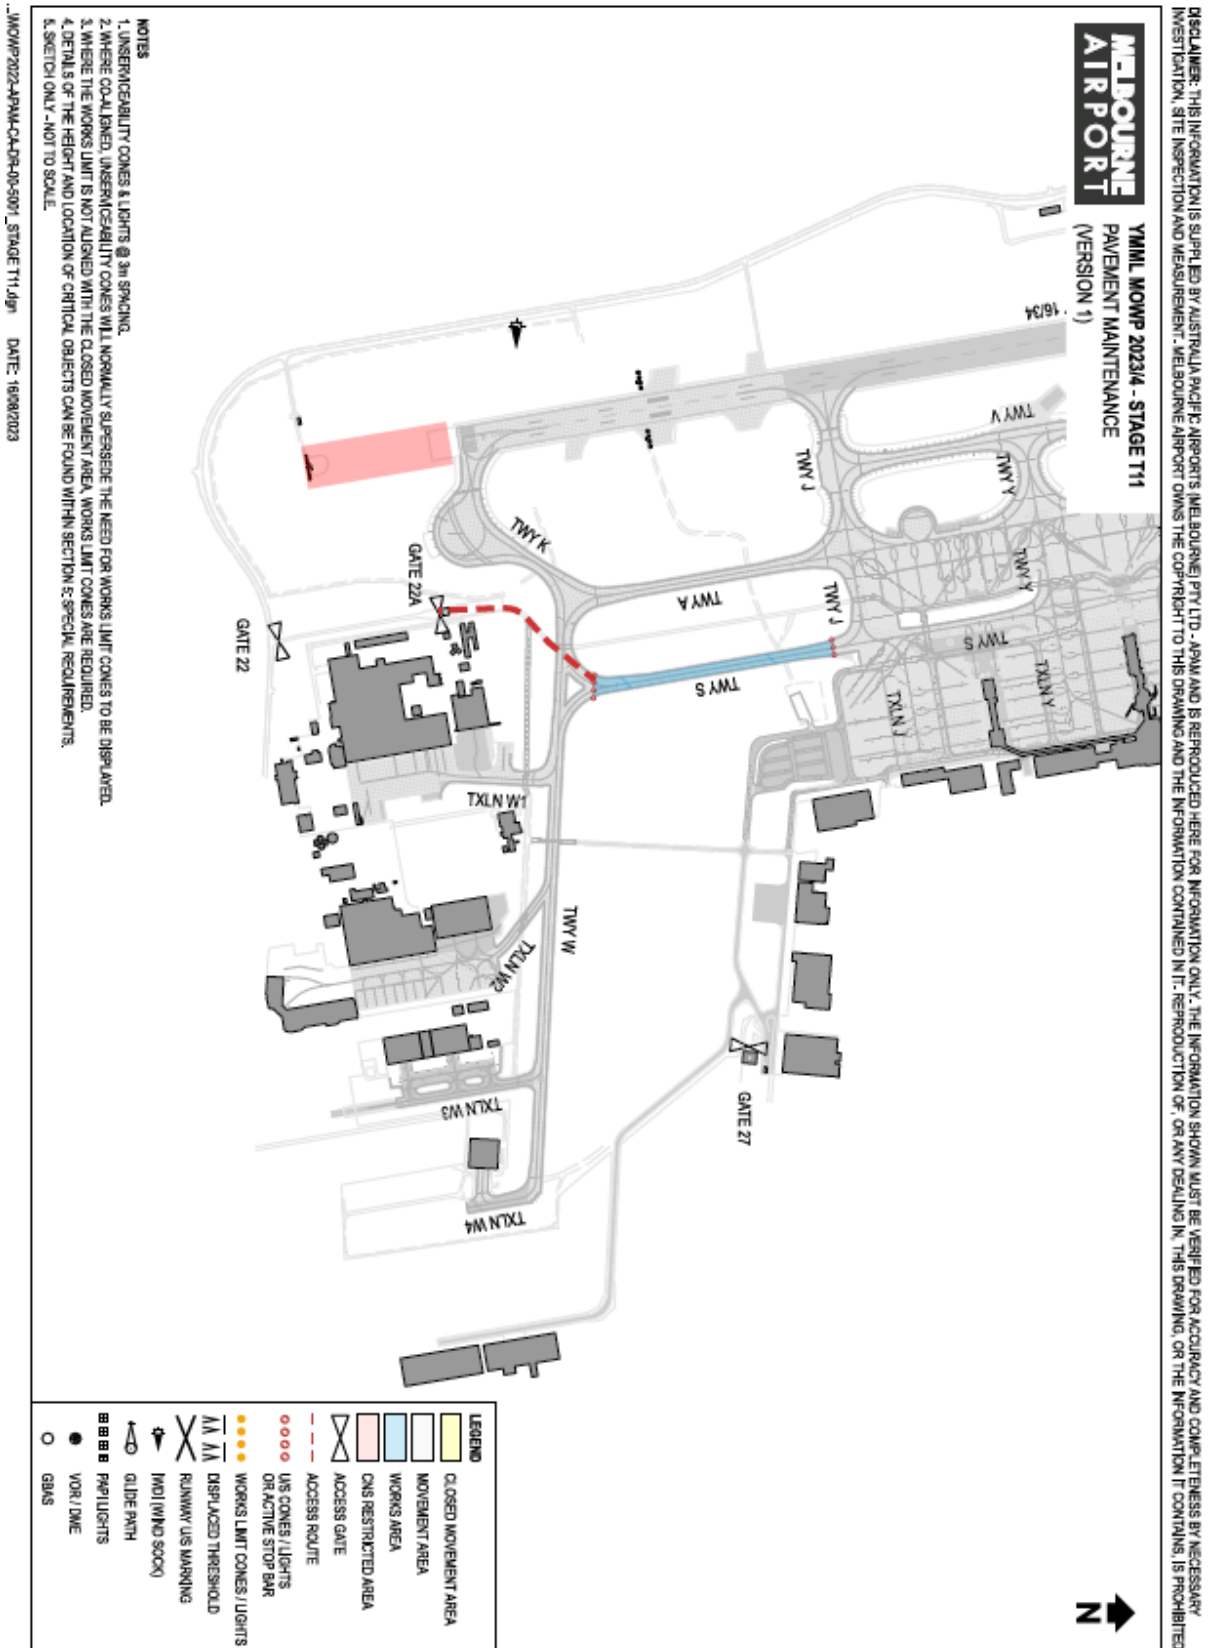 DISCLAIMER: THIS INFORMATION IS SUPPLIED BY AUSTRALIA PACIFIC AIRPORTS (MELBOURNE) PTY LTD - APAM AND IS REPRODUCED HERE FOR INFORMATION ONLY. THE INFORMATION SHOWN MUST BE VERIFIED FOR ACCURACY AND COMPLETENESS BY NECESSARY
INVESTIGATION, SITE INSPECTION AND MEASUREMENT. MELBOURNE AIRPORT OWNS THE COPYRIGHT TO THIS DRAWING AND THE INFORMATION CONTAINED IN IT. REPRODUCTION OF, OR ANY DEALING IN, THIS DRAWING, OR THE INFORMATION IT CONTAINS, IS PROHIBITED
MELBOURNE
AIRPORT
YMML MOWP 2023/4 - STAGE T11
PAVEMENT MAINTENANCE
(VERSION 1)
16/34
TWY V
TWY J
TWY Y
TWY Y
TWY K
TWY A
TWY J
TWY S
TWY S
TXLN Y
TXLN J
GATE 22A
GATE 22
TXLN W1
TWY W
TXLN W2
GATE 27
TXLN W3
TXLN W4
N
LEGEND
CLOSED MOVEMENT AREA
MOVEMENT AREA
WORKS AREA
CNS RESTRICTED AREA
ACCESS GATE
ACCESS ROUTE
U/S CONES / LIGHTS
OR ACTIVE STOP BAR
WORKS LIMIT CONES / LIGHTS
DISPLACED THRESHOLD
RUNWAY U/S MARKING
IWDI (WIND SOCK)
GLIDE PATH
PAPI LIGHTS
VOR / DME
GBAS
NOTES
1. UNSERVICEABILITY CONES & LIGHTS @ 3m SPACING.
2. WHERE CO-ALIGNED, UNSERVICEABILITY CONES WILL NORMALLY SUPERSEDE THE NEED FOR WORKS LIMIT CONES TO BE DISPLAYED.
3. WHERE THE WORKS LIMIT IS NOT ALIGNED WITH THE CLOSED MOVEMENT AREA, WORKS LIMIT CONES ARE REQUIRED.
4. DETAILS OF THE HEIGHT AND LOCATION OF CRITICAL OBJECTS CAN BE FOUND WITHIN SECTION 5: SPECIAL REQUIREMENTS.
5. SKETCH ONLY - NOT TO SCALE.
...\MOWP2022-APAM-CA-DR-00-5001_STAGE T11.dgn DATE: 16/08/2023